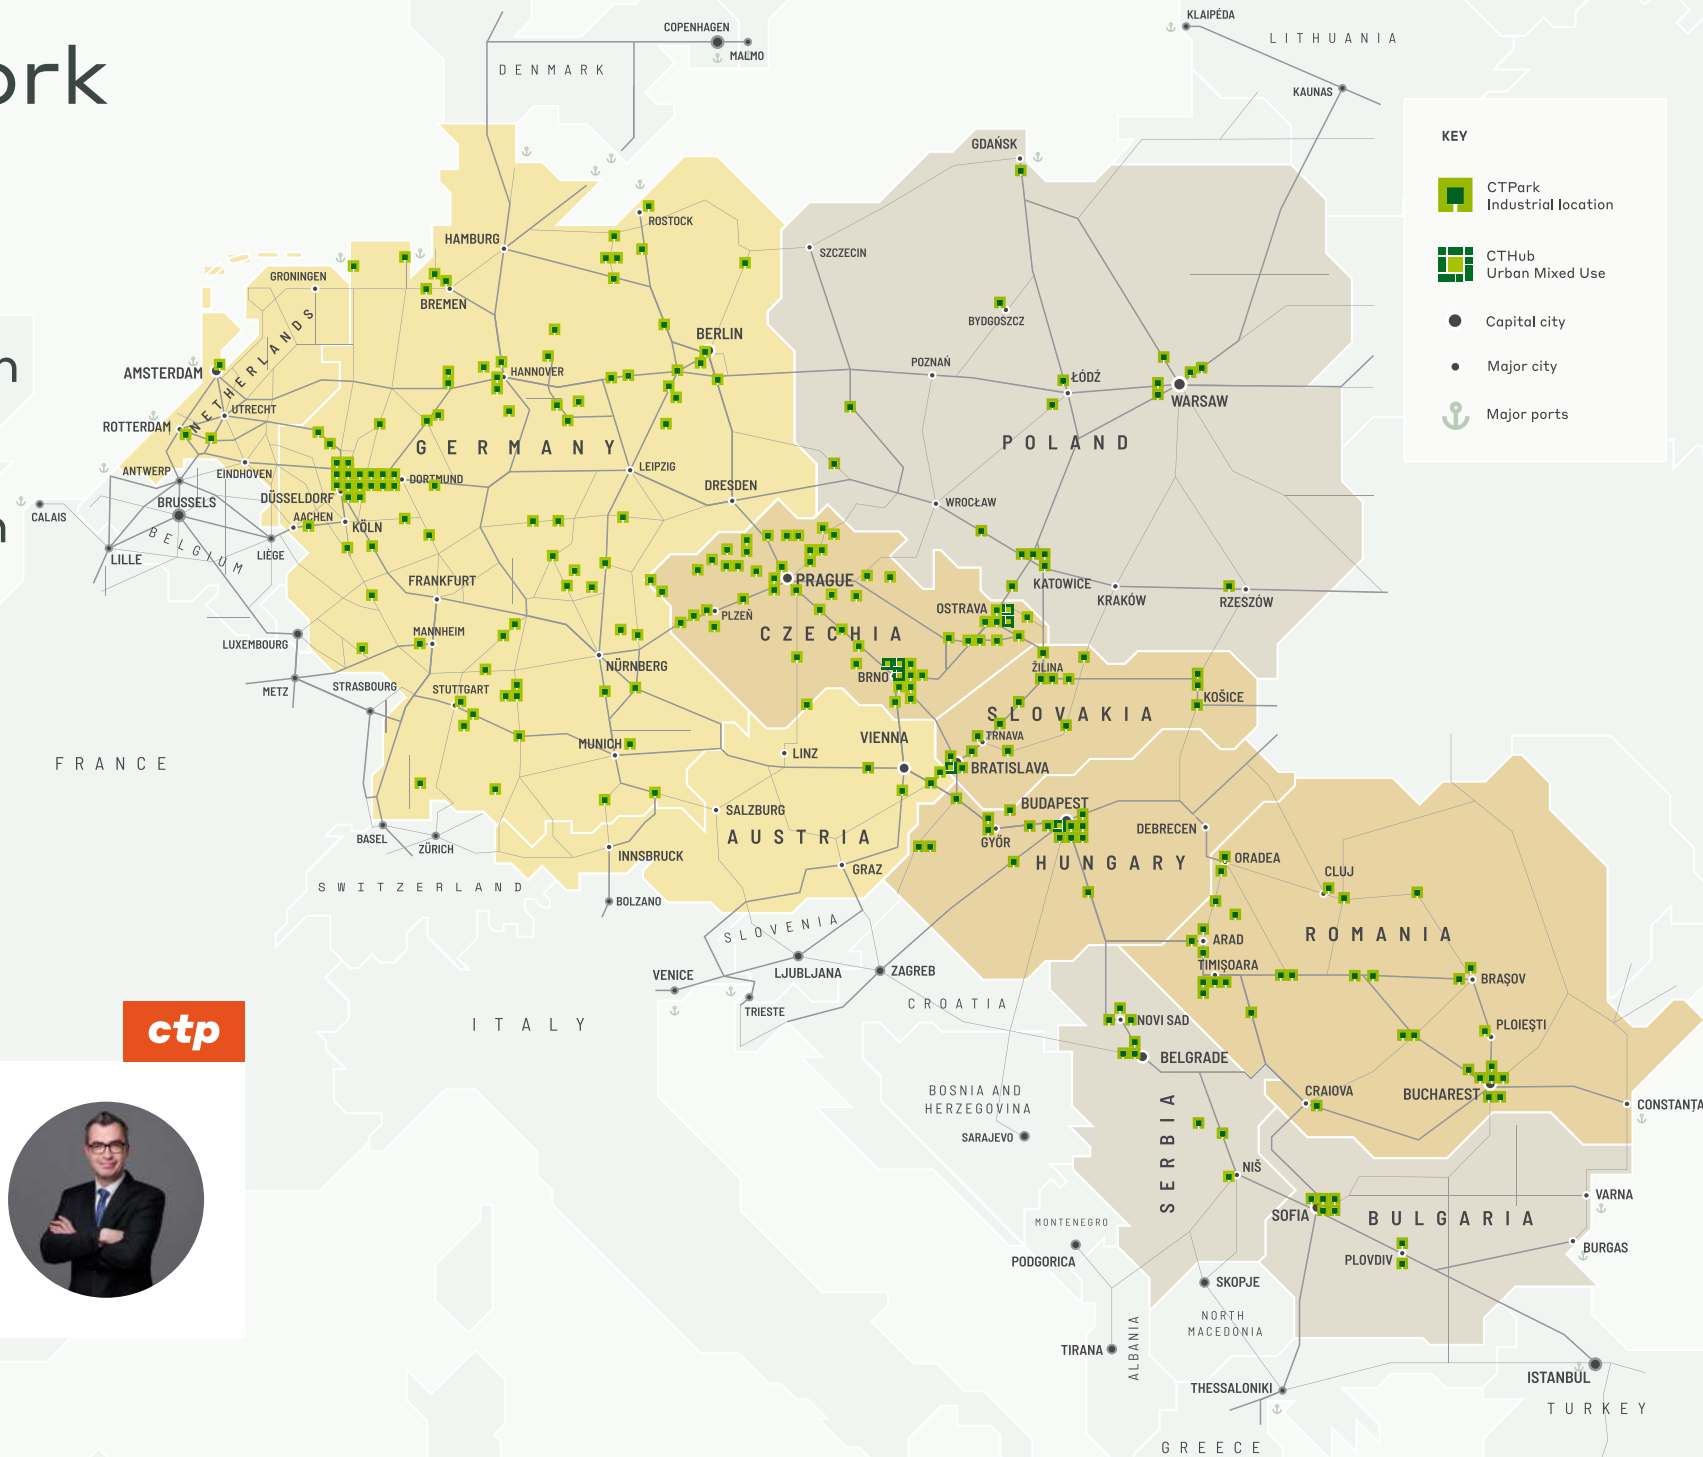 ork
n
n
KEY
CTPark
Industrial location
CTHub
Urban Mixed Use
Capital city
Major city
Major ports
COPENHAGEN
MALMO
DENMARK
KLAIPÉDA
LITHUANIA
KAUNAS
GDAŃSK
ROSTOCK
HAMBURG
SZCZECIN
GRONINGEN
BREMEN
BYDGOSZCZ
BERLIN
NETHERLANDS
AMSTERDAM
HANNOVER
POZNAŃ
ŁÓDŹ
WARSAW
UTRECHT
ROTTERDAM
GERMANY
POLAND
ANTWERP
EINDHOVEN
DORTMUND
LEIPZIG
DRESDEN
DÜSSELDORF
BRUSSELS
WROCŁAW
CALAIS
AACHEN
KÖLN
BELGIUM
LILLE
LIÈGE
FRANKFURT
PRAGUE
KATOWICE
KRAKÓW
RZESZÓW
OSTRAVA
PLZEŇ
CZECHIA
MANNHEIM
LUXEMBOURG
NÜRNBERG
BRNO
ŽILINA
KOŠICE
METZ
STRASBOURG
STUTTGART
SLOVAKIA
TRNAVA
VIENNA
MUNICH
LINZ
BRATISLAVA
FRANCE
SALZBURG
BUDAPEST
AUSTRIA
GYŐR
DEBRECEN
BASEL
ZÜRICH
INNSBRUCK
HUNGARY
ORADEA
CLUJ
GRAZ
SWITZERLAND
BOLZANO
SLOVENIA
ROMANIA
ARAD
TIMIŞOARA
VENICE
LJUBLJANA
ZAGREB
BRAŞOV
CROATIA
TRIESTE
ITALY
NOVI SAD
PLOIEŞTI
ctp
BELGRADE
BOSNIA AND
HERZEGOVINA
SARAJEVO
CRAIOVA
BUCHAREST
CONSTANȚA
SERBIA
NIŠ
VARNA
SOFIA
BULGARIA
MONTENEGRO
PODGORICA
PLOVDIV
BURGAS
SKOPJE
NORTH
MACEDONIA
TIRANA
ALBANIA
ISTANBUL
THESSALONIKI
TURKEY
GREECE